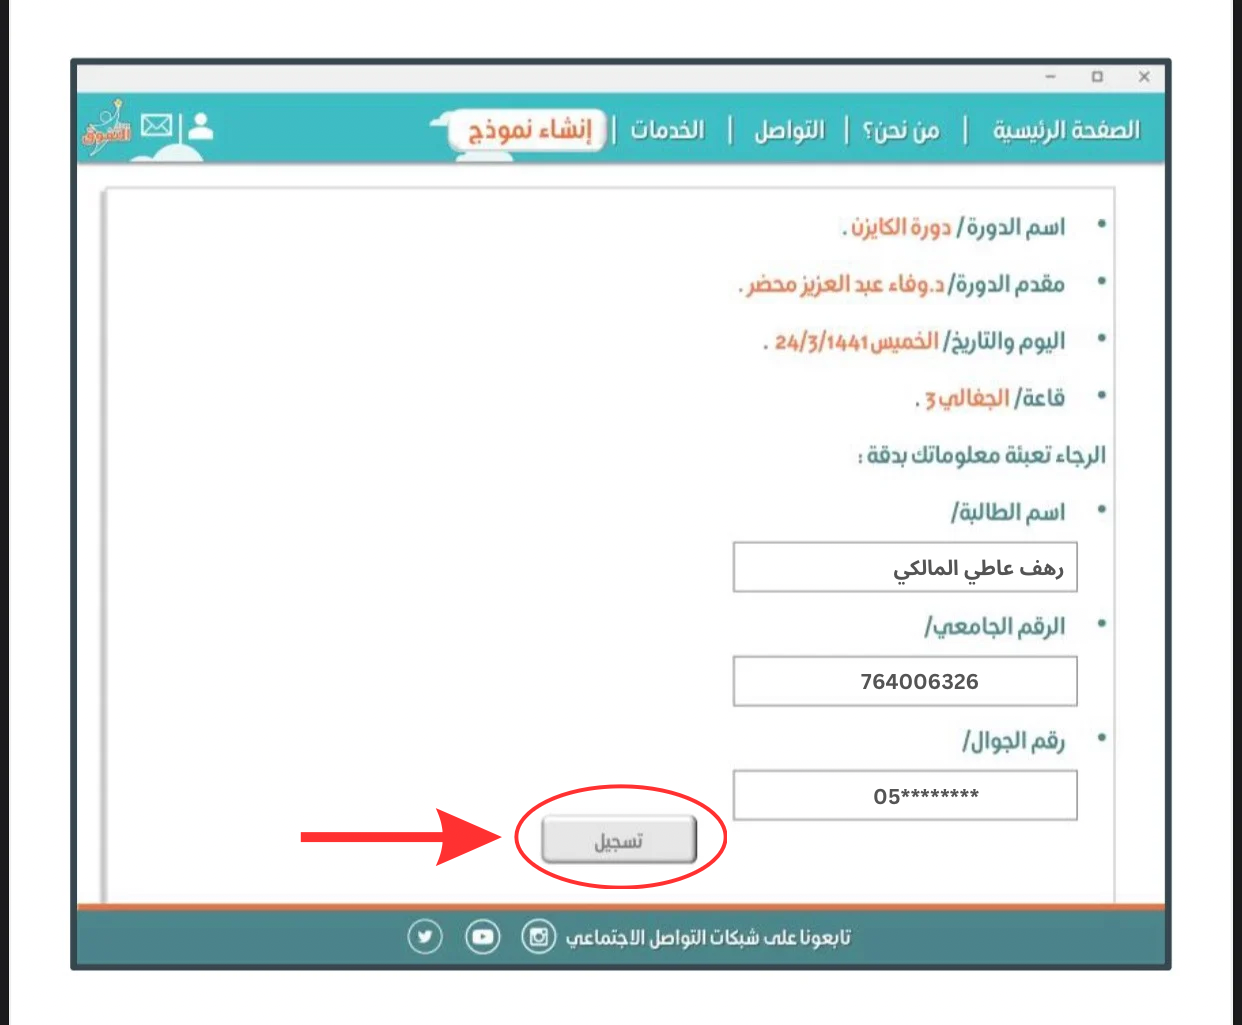 الصفحة الرئيسية | من نحن؟ | التواصل | الخدمات | إنشاء نموذج
التسوق
• اسم الدورة/ دورة الكايزن .
• مقدم الدورة/ د.وفاء عبد العزيز محضر .
• اليوم والتاريخ/ الخميس 24/3/1441 .
• قاعة/ الجفالي 3 .
الرجاء تعبئة معلوماتك بدقة :
• اسم الطالبة/
رهف عاطي المالكي
• الرقم الجامعي/
764006326
• رقم الجوال/
05********
تسجيل
تابعونا على شبكات التواصل الاجتماعي